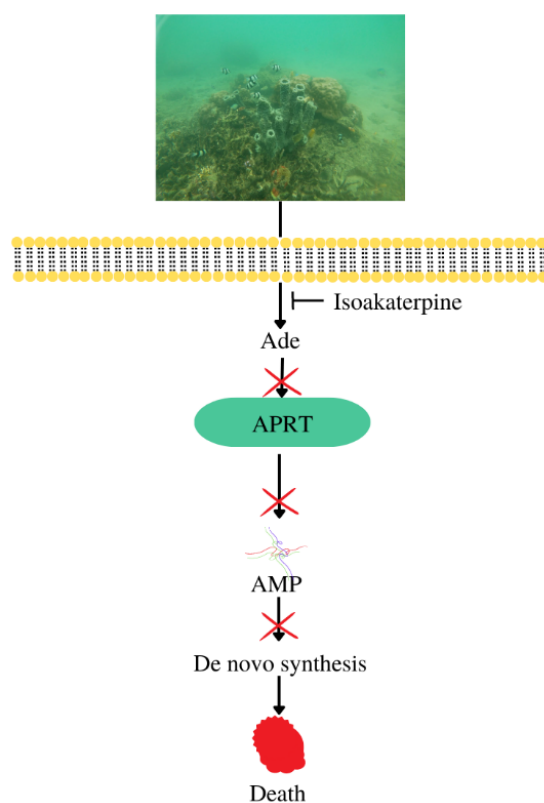 Isoakaterpine
Ade
APRT
AMP
De novo synthesis
Death